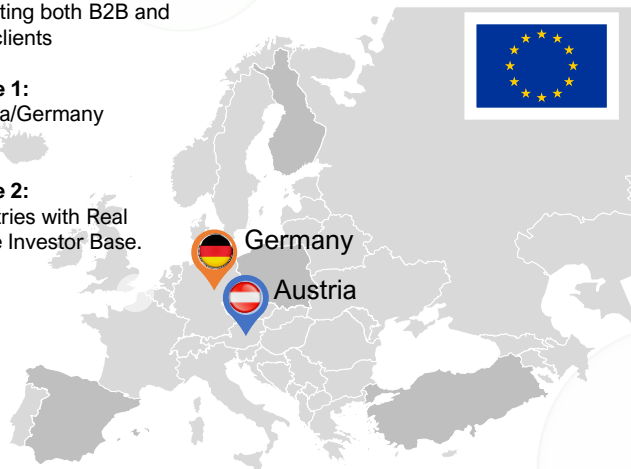 ting both B2B and
clients
e 1:
a/Germany
e 2:
tries with Real
e Investor Base.
Germany
Austria